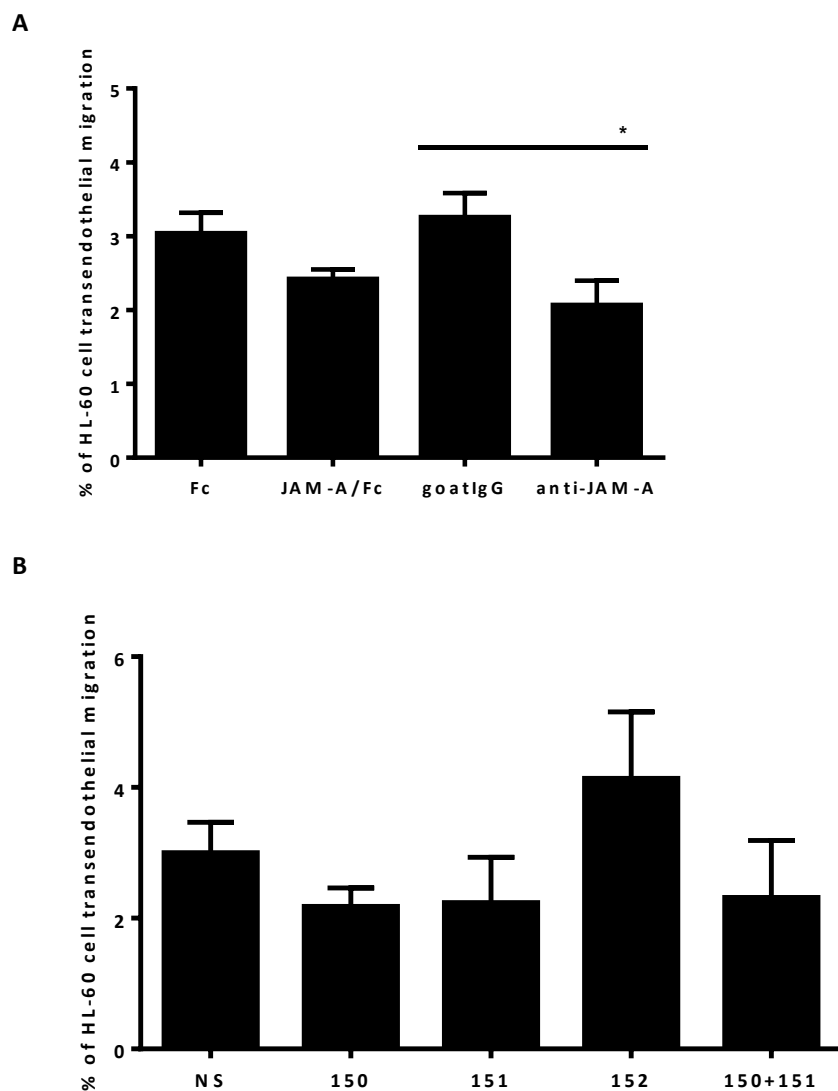 A
% of HL-60 cell transendothelial migration
5
4
3
2
1
0
*
Fc JAM-A/Fc goatIgG anti-JAM-A
B
% of HL-60 cell transendothelial migration
6
4
2
0
NS 150 151 152 150+151